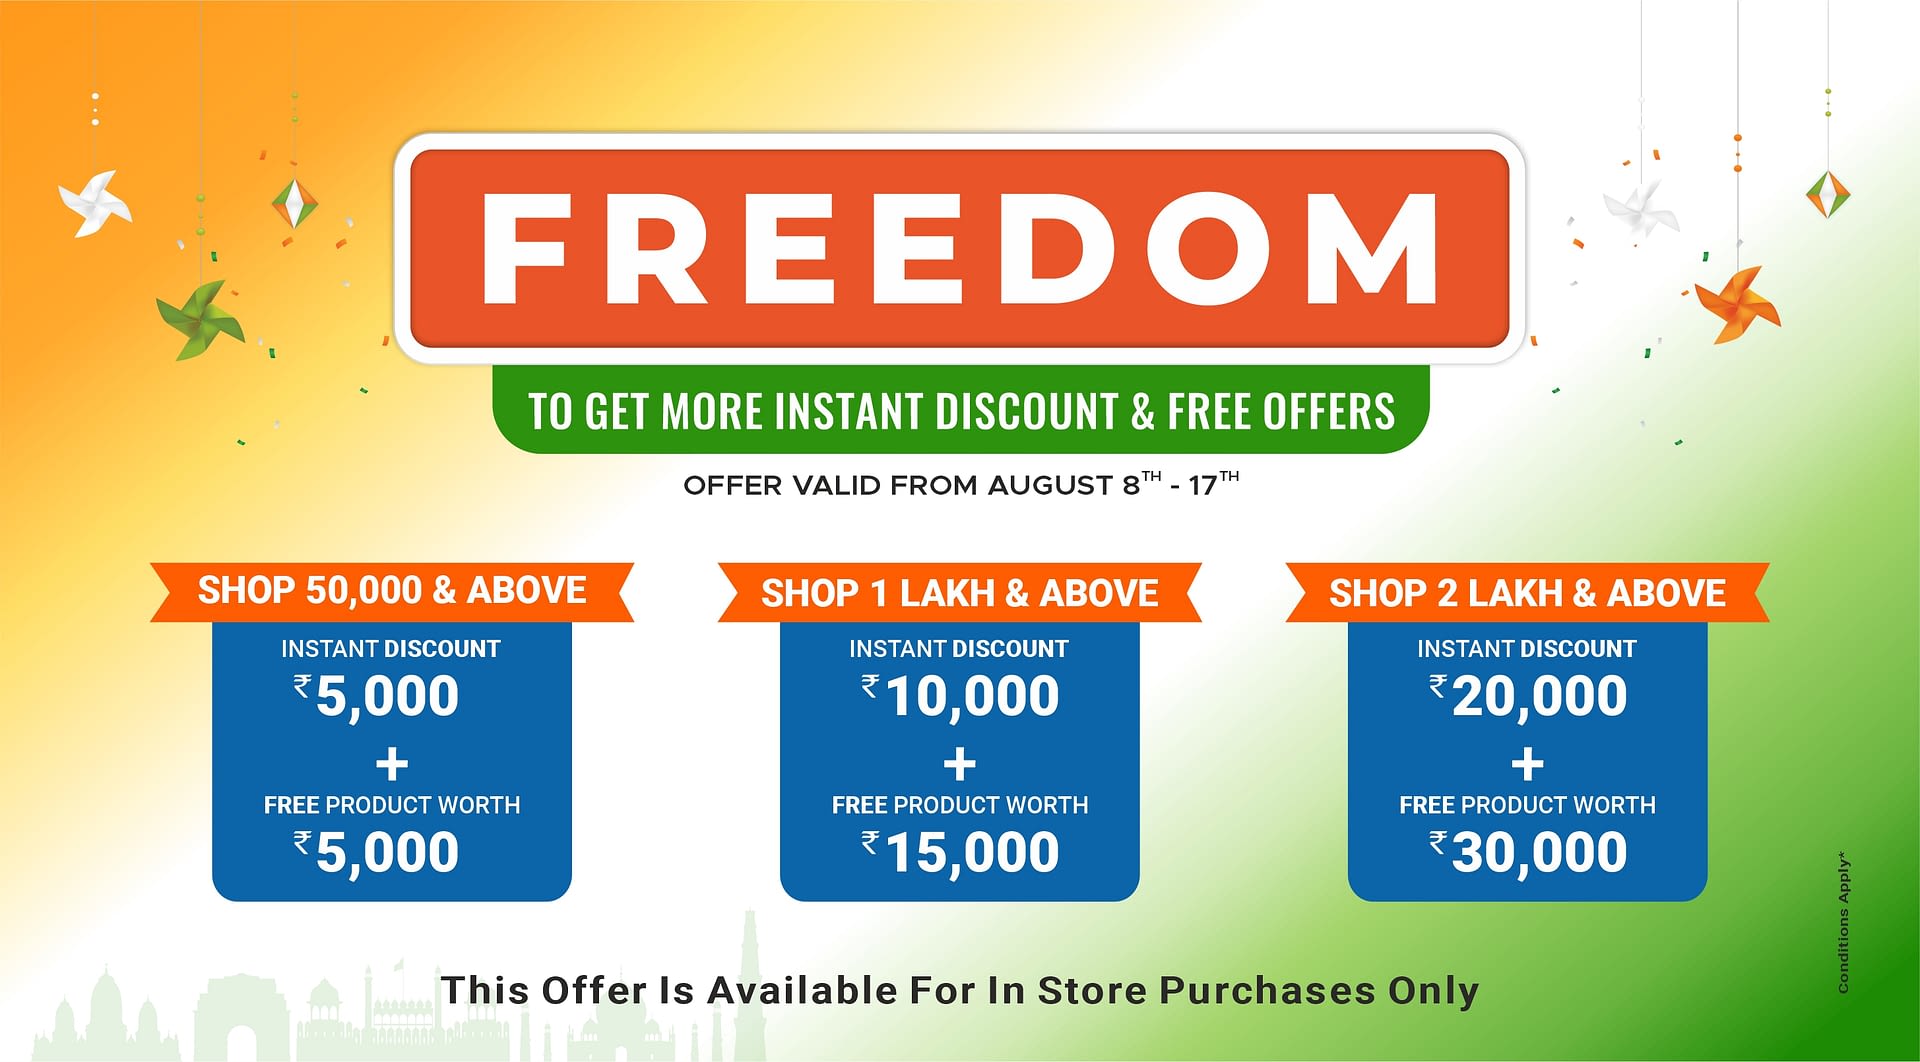 FREEDOM
TO GET MORE INSTANT DISCOUNT & FREE OFFERS
OFFER VALID FROM AUGUST 8TH - 17TH
SHOP 50,000 & ABOVE
INSTANT DISCOUNT
₹5,000
+
FREE PRODUCT WORTH
₹5,000
SHOP 1 LAKH & ABOVE
INSTANT DISCOUNT
₹10,000
+
FREE PRODUCT WORTH
₹15,000
SHOP 2 LAKH & ABOVE
INSTANT DISCOUNT
₹20,000
+
FREE PRODUCT WORTH
₹30,000
Conditions Apply*
This Offer Is Available For In Store Purchases Only